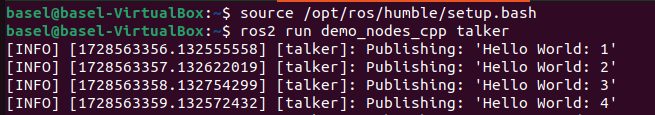 basel@basel-VirtualBox:~$ source /opt/ros/humble/setup.bash
basel@basel-VirtualBox:~$ ros2 run demo_nodes_cpp talker
[INFO] [1728563356.132555558] [talker]: Publishing: 'Hello World: 1'
[INFO] [1728563357.132622019] [talker]: Publishing: 'Hello World: 2'
[INFO] [1728563358.132754299] [talker]: Publishing: 'Hello World: 3'
[INFO] [1728563359.132572432] [talker]: Publishing: 'Hello World: 4'